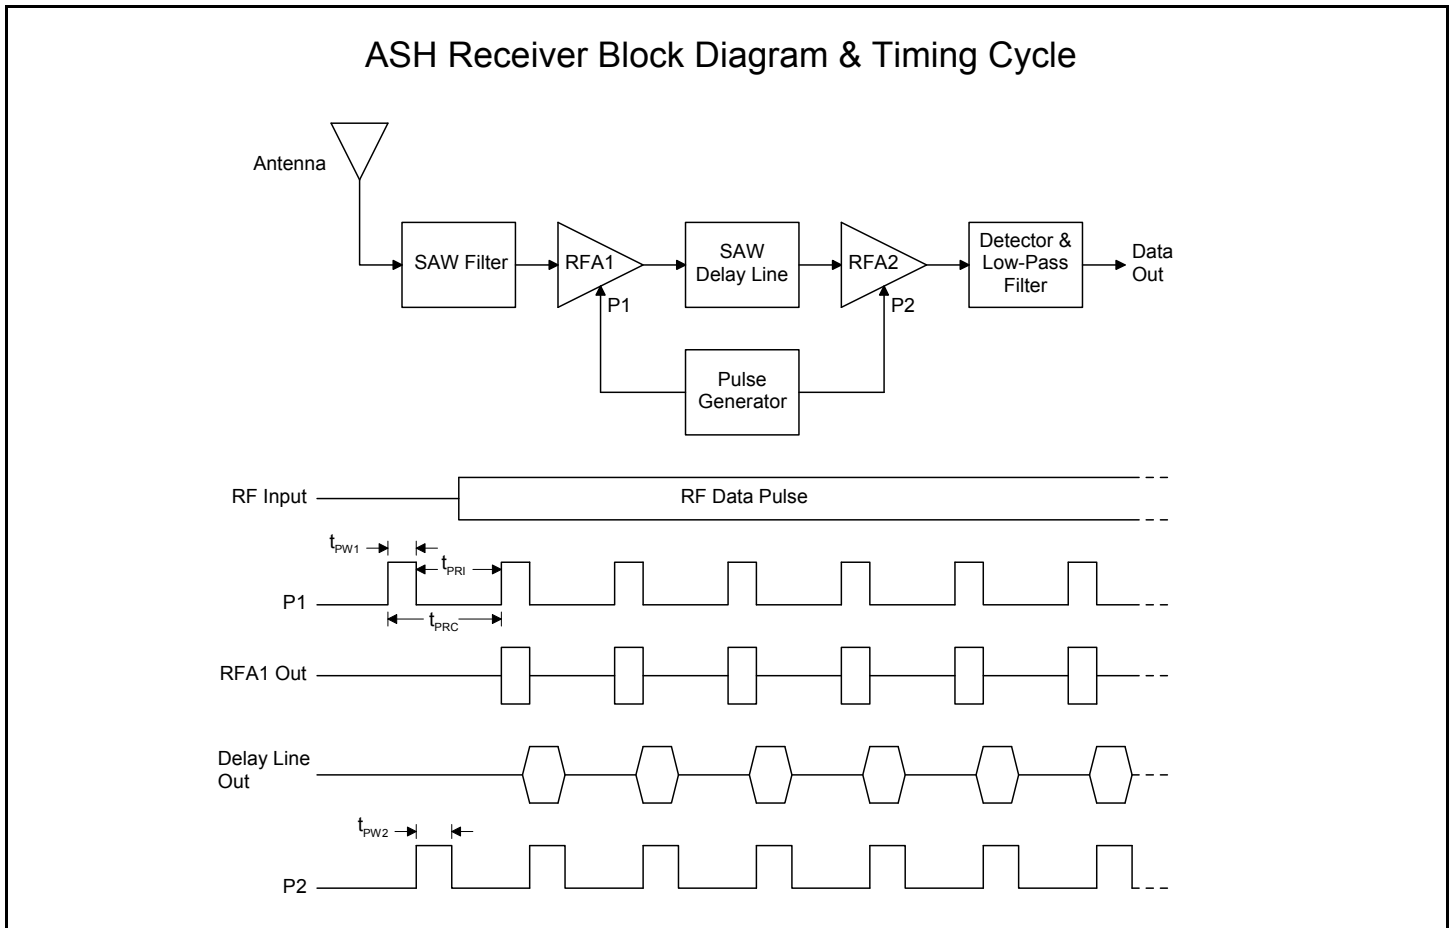 ASH Receiver Block Diagram & Timing Cycle
Antenna
SAW Filter
RFA1
SAW
Delay Line
RFA2
Detector &
Low-Pass
Filter
Data
Out
P1
P2
Pulse
Generator
RF Input
RF Data Pulse
tPW1
tPRI
P1
tPRC
RFA1 Out
Delay Line
Out
tPW2
P2